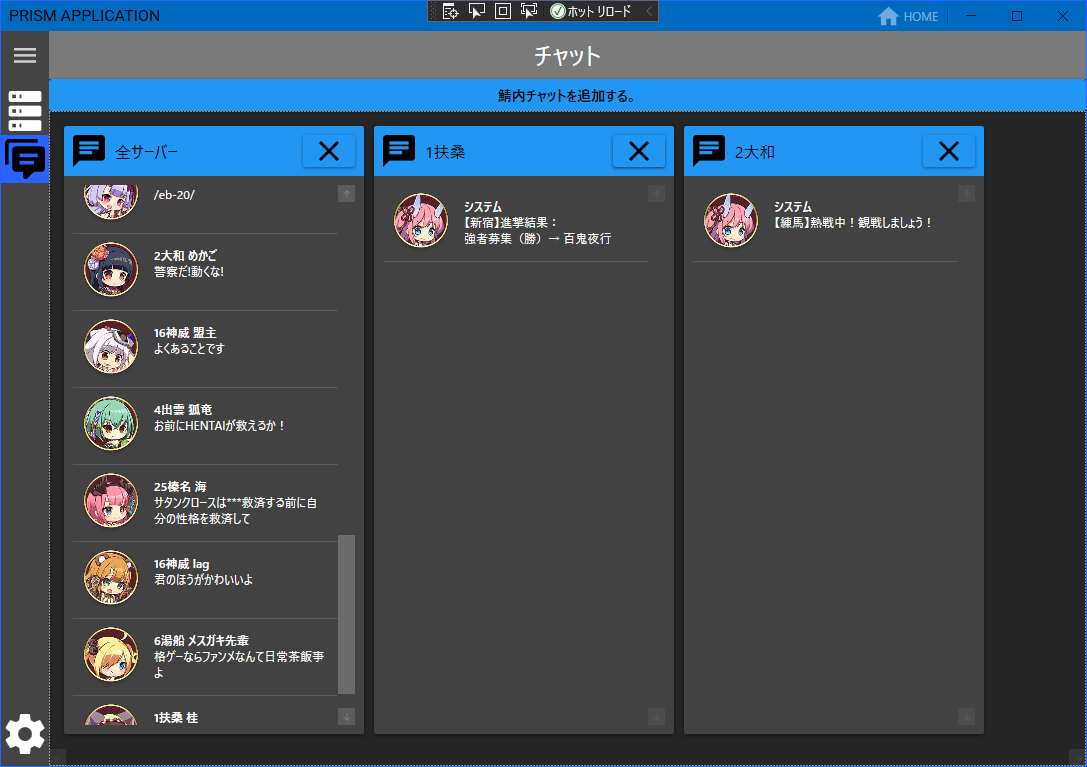 PRISM APPLICATION
ホット リロード
HOME
チャット
鯖内チャットを追加する。
全サーバー
/eb-20/
2大和 めかご
警察だ!動くな!
16神威 盟主
よくあることです
4出雲 狐竜
お前にHENTAIが救えるか！
25榛名 海
サタンクロースは***救済する前に自
分の性格を救済して
16神威 lag
君のほうがかわいいよ
6湯船 メスガキ先輩
格ゲーならファンメなんて日常茶飯事
よ
1扶桑 桂
1扶桑
システム
【新宿】進撃結果：
強者募集（勝）→ 百鬼夜行
2大和
システム
【練馬】熱戦中！観戦しましょう！